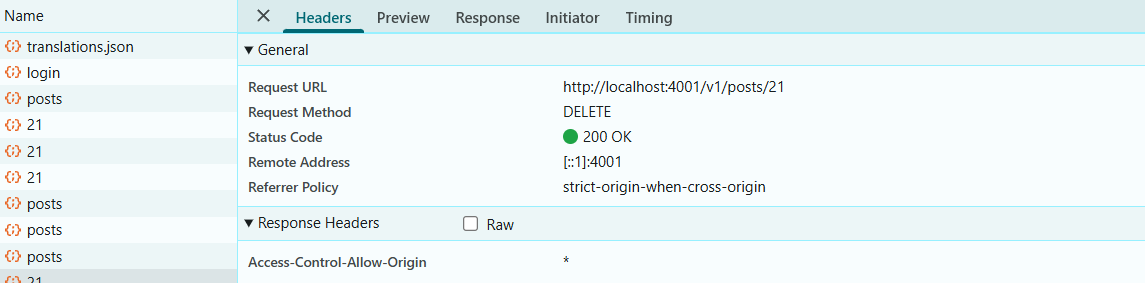 Name
translations.json
login
posts
21
21
21
posts
posts
posts
21
Headers Preview Response Initiator Timing
General
Request URL http://localhost:4001/v1/posts/21
Request Method DELETE
Status Code 200 OK
Remote Address [::1]:4001
Referrer Policy strict-origin-when-cross-origin
Response Headers Raw
Access-Control-Allow-Origin *